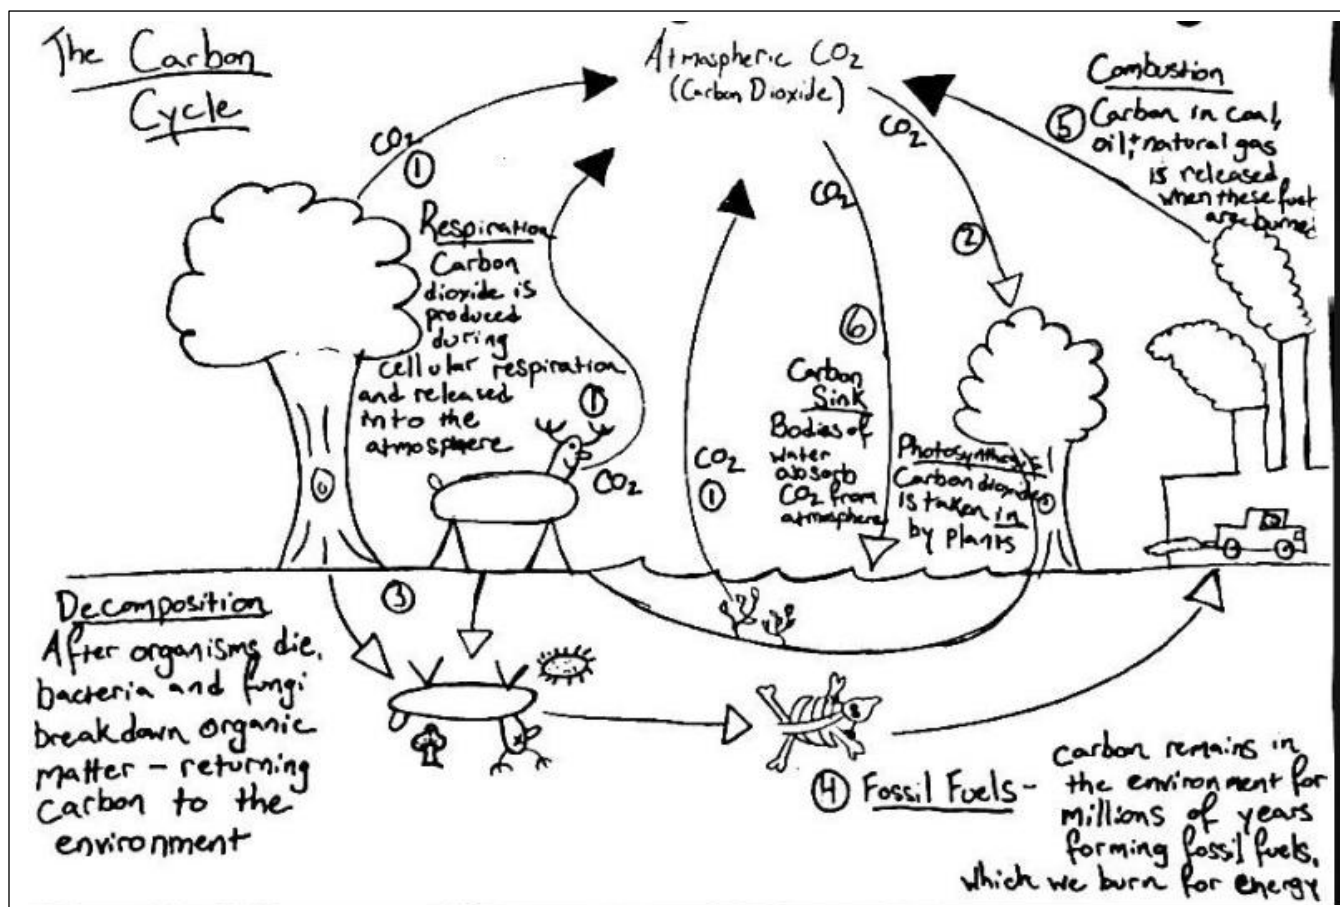 The Carbon
Cycle
Atmospheric CO₂
(Carbon Dioxide)
CO₂
①
Respiration
Carbon
dioxide is
produced
during
cellular respiration
and released
into the
atmosphere
①
CO₂
CO₂
①
CO₂
⑥
Carbon
Sink
Bodies of
water
absorb
CO₂ from
atmosphere
CO₂
②
Photosynthesis
Carbon dioxide
is taken in
by plants
Combustion
⑤ Carbon in coal,
oil, + natural gas
is released
when these fuel
are burned
③
Decomposition
After organisms die,
bacteria and fungi
breakdown organic
matter – returning
carbon to the
environment
④ Fossil Fuels –
carbon remains in
the environment for
millions of years
forming fossil fuels,
which we burn for energy